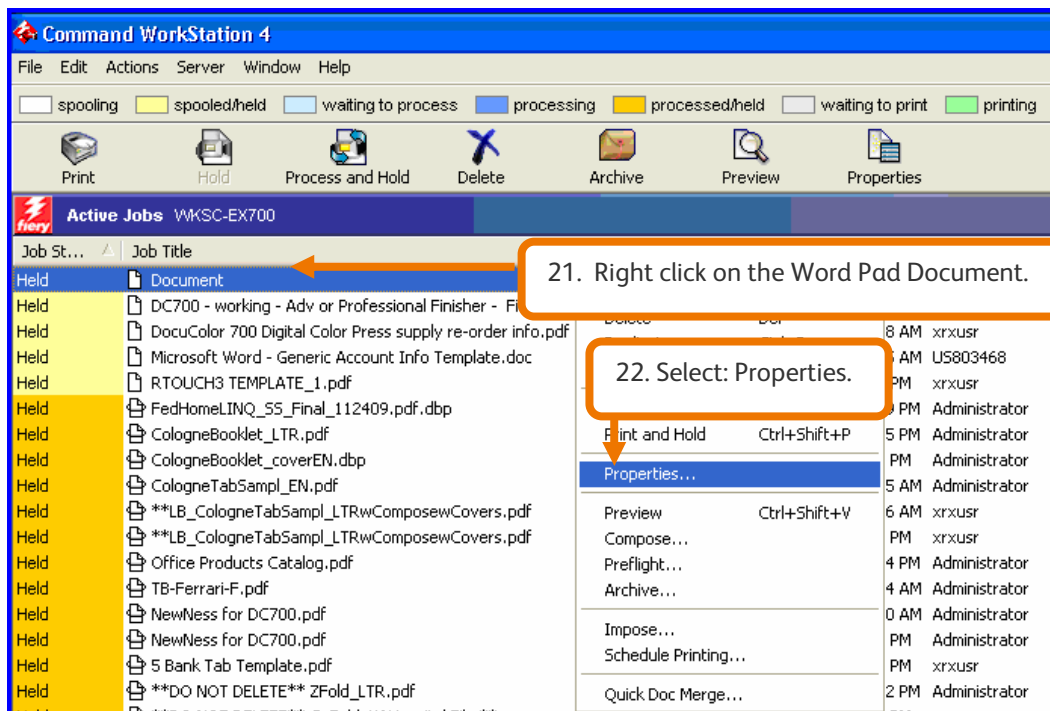 Command WorkStation 4
File Edit Actions Server Window Help
spooling spooled/held waiting to process processing processed/held waiting to print printing
Print Hold Process and Hold Delete Archive Preview Properties
fiery Active Jobs WKSC-EX700
Job St... Job Title
21. Right click on the Word Pad Document.
Held Document
Held DC700 - working - Adv or Professional Finisher -
Held DocuColor 700 Digital Color Press supply re-order info.pdf 8 AM xrxusr
Held Microsoft Word - Generic Account Info Template.doc AM US803468
22. Select: Properties.
Held RTOUCH3 TEMPLATE_1.pdf PM xrxusr
Held FedHomeLINQ_SS_Final_112409.pdf.dbp PM Administrator
Held CologneBooklet_LTR.pdf Print and Hold Ctrl+Shift+P 5 PM Administrator
Held CologneBooklet_coverEN.dbp PM Administrator
Properties...
Held CologneTabSampl_EN.pdf 5 AM Administrator
Held **LB_CologneTabSampl_LTRwComposewCovers.pdf Preview Ctrl+Shift+V 6 AM xrxusr
Held **LB_CologneTabSampl_LTRwComposewCovers.pdf Compose... PM xrxusr
Held Office Products Catalog.pdf Preflight... 4 PM Administrator
Held TB-Ferrari-F.pdf Archive... 4 AM Administrator
Held NewNess for DC700.pdf 0 AM Administrator
Impose...
Held NewNess for DC700.pdf PM Administrator
Schedule Printing...
Held 5 Bank Tab Template.pdf PM xrxusr
Held **DO NOT DELETE** ZFold_LTR.pdf Quick Doc Merge... 2 PM Administrator